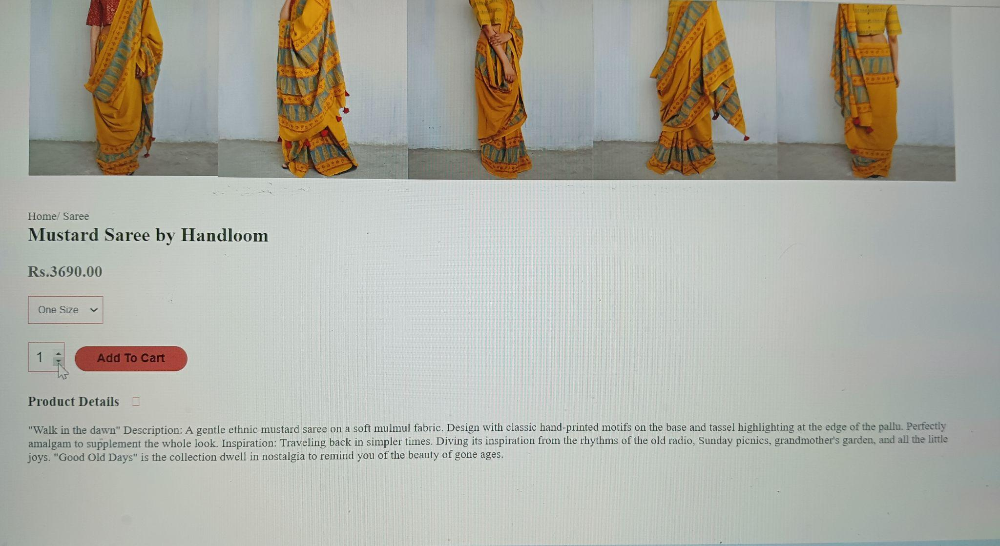 Home/ Saree
Mustard Saree by Handloom
Rs.3690.00
One Size
1
Add To Cart
Product Details
"Walk in the dawn" Description: A gentle ethnic mustard saree on a soft mulmul fabric. Design with classic hand-printed motifs on the base and tassel highlighting at the edge of the pallu. Perfectly
amalgam to supplement the whole look. Inspiration: Traveling back in simpler times. Diving its inspiration from the rhythms of the old radio, Sunday picnics, grandmother's garden, and all the little
joys. "Good Old Days" is the collection dwell in nostalgia to remind you of the beauty of gone ages.